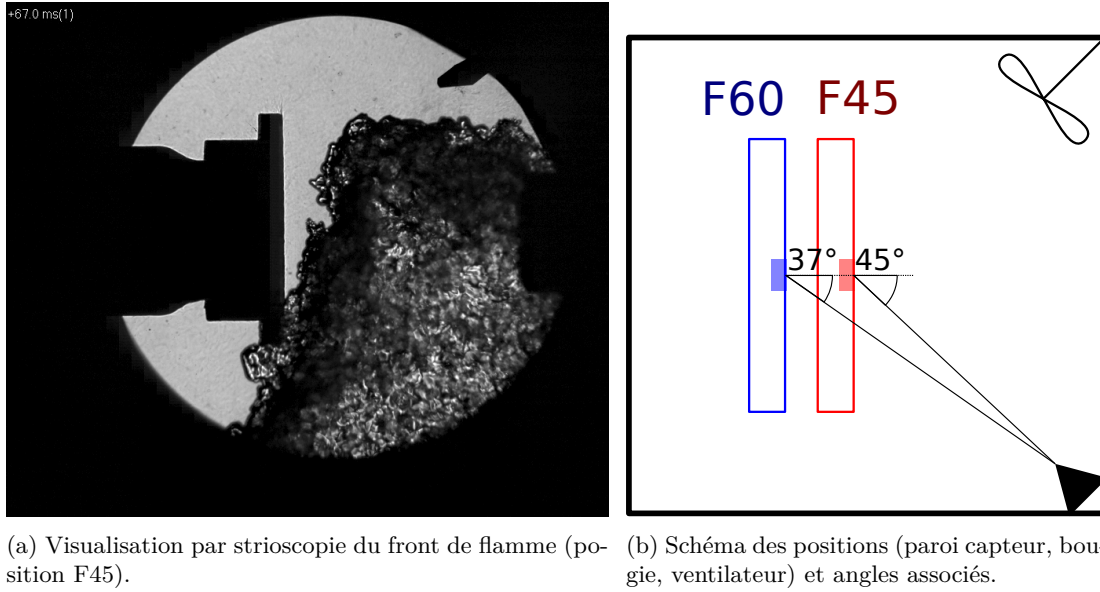 +67.0 ms(1)
F60 F45
37° 45°
(a) Visualisation par strioscopie du front de flamme (po-
sition F45).
(b) Schéma des positions (paroi capteur, bou-
gie, ventilateur) et angles associés.